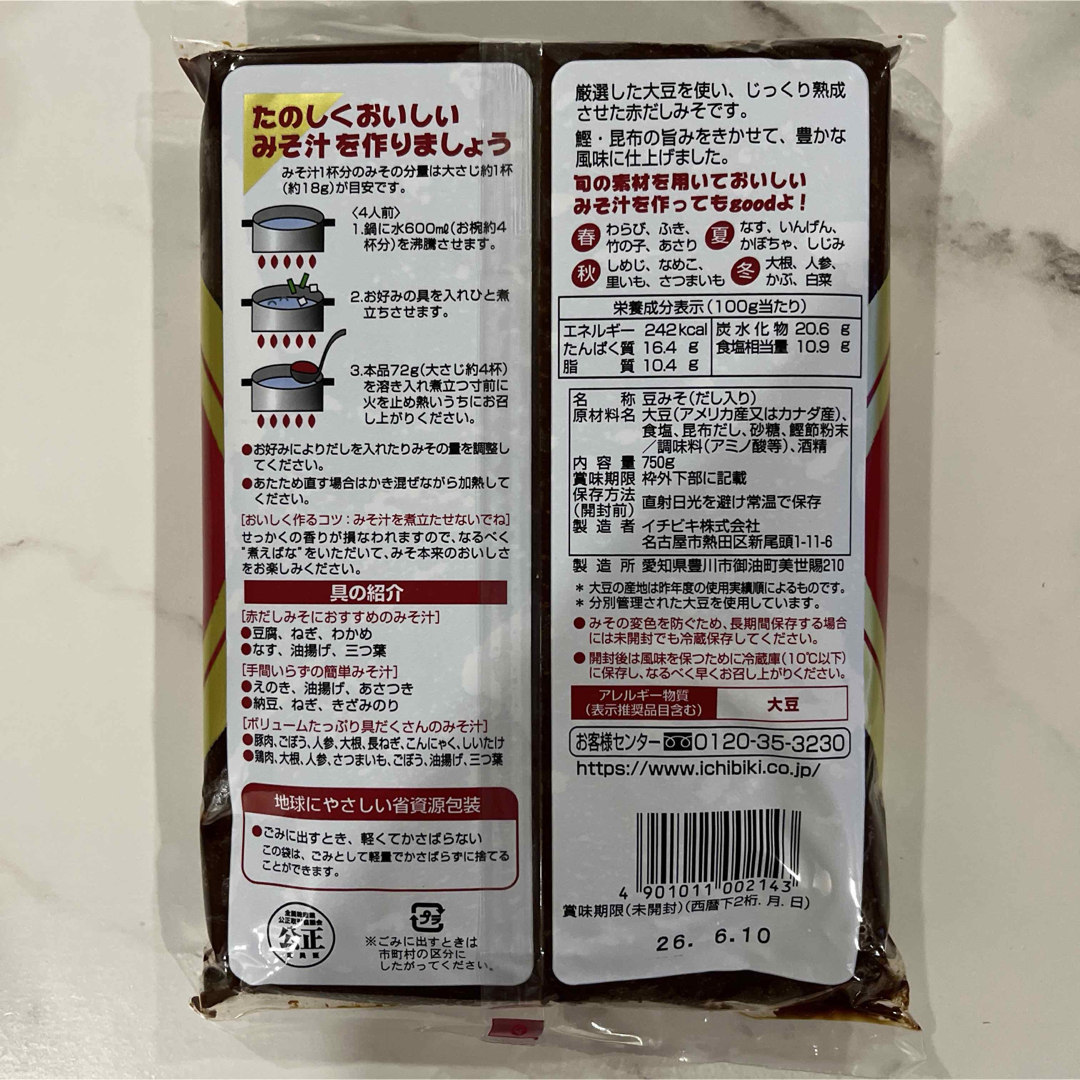 たのしくおいしい
みそ汁を作りましょう
みそ汁1杯分のみその分量は大さじ約1杯
(約18g)が目安です。
〈4人前〉
1.鍋に水600mℓ(お椀約4
杯分)を沸騰させます。
2.お好みの具を入れひと煮
立ちさせます。
3.本品72g(大さじ約4杯)
を溶き入れ煮立つ寸前に
火を止め熱いうちにお召
し上がりください。
●お好みによりだしを入れたりみその量を調整し
てください。
●あたため直す場合はかき混ぜながら加熱して
ください。
[おいしく作るコツ:みそ汁を煮立たせないでね]
せっかくの香りが損なわれますので、なるべく
"煮えばな"をいただいて、みそ本来のおいしさ
をお楽しみください。
具の紹介
[赤だしみそにおすすめのみそ汁]
●豆腐、ねぎ、わかめ
●なす、油揚げ、三つ葉
[手間いらずの簡単みそ汁]
●えのき、油揚げ、あさつき
●納豆、ねぎ、きざみのり
[ボリュームたっぷり具だくさんのみそ汁]
●豚肉、ごぼう、人参、大根、長ねぎ、こんにゃく、しいたけ
●鶏肉、大根、人参、さつまいも、ごぼう、油揚げ、三つ葉
地球にやさしい省資源包装
●ごみに出すとき、軽くてかさばらない
この袋は、ごみとして軽量でかさばらずに捨てる
ことができます。
公正
プラ
※ごみに出すときは
市町村の区分に
したがってください。
厳選した大豆を使い、じっくり熟成
させた赤だしみそです。
鰹・昆布の旨みをきかせて、豊かな
風味に仕上げました。
旬の素材を用いておいしい
みそ汁を作ってもgoodよ!
春 わらび、ふき、
竹の子、あさり
夏 なす、いんげん、
かぼちゃ、しじみ
秋 しめじ、なめこ、
里いも、さつまいも
冬 大根、人参、
かぶ、白菜
栄養成分表示(100g当たり)
エネルギー 242kcal 炭水化物 20.6 g
たんぱく質 16.4 g 食塩相当量 10.9 g
脂 質 10.4 g
名 称 豆みそ(だし入り)
原材料名 大豆(アメリカ産又はカナダ産)、
食塩、昆布だし、砂糖、鰹節粉末
/調味料(アミノ酸等)、酒精
内 容 量 750g
賞味期限 枠外下部に記載
保存方法
(開封前) 直射日光を避け常温で保存
製 造 者 イチビキ株式会社
名古屋市熱田区新尾頭1-11-6
製 造 所 愛知県豊川市御油町美世賜210
* 大豆の産地は昨年度の使用実績順によるものです。
* 分別管理された大豆を使用しています。
●みその変色を防ぐため、長期間保存する場合
には未開封でも冷蔵保存してください。
●開封後は風味を保つために冷蔵庫(10℃以下)
に保存し、なるべく早くお召し上がりください。
アレルギー物質
(表示推奨品目含む) 大豆
お客様センター 0120-35-3230
https://www.ichibiki.co.jp/
4 901011 002143
賞味期限(未開封)(西暦下2桁. 月. 日)
26. 6.10